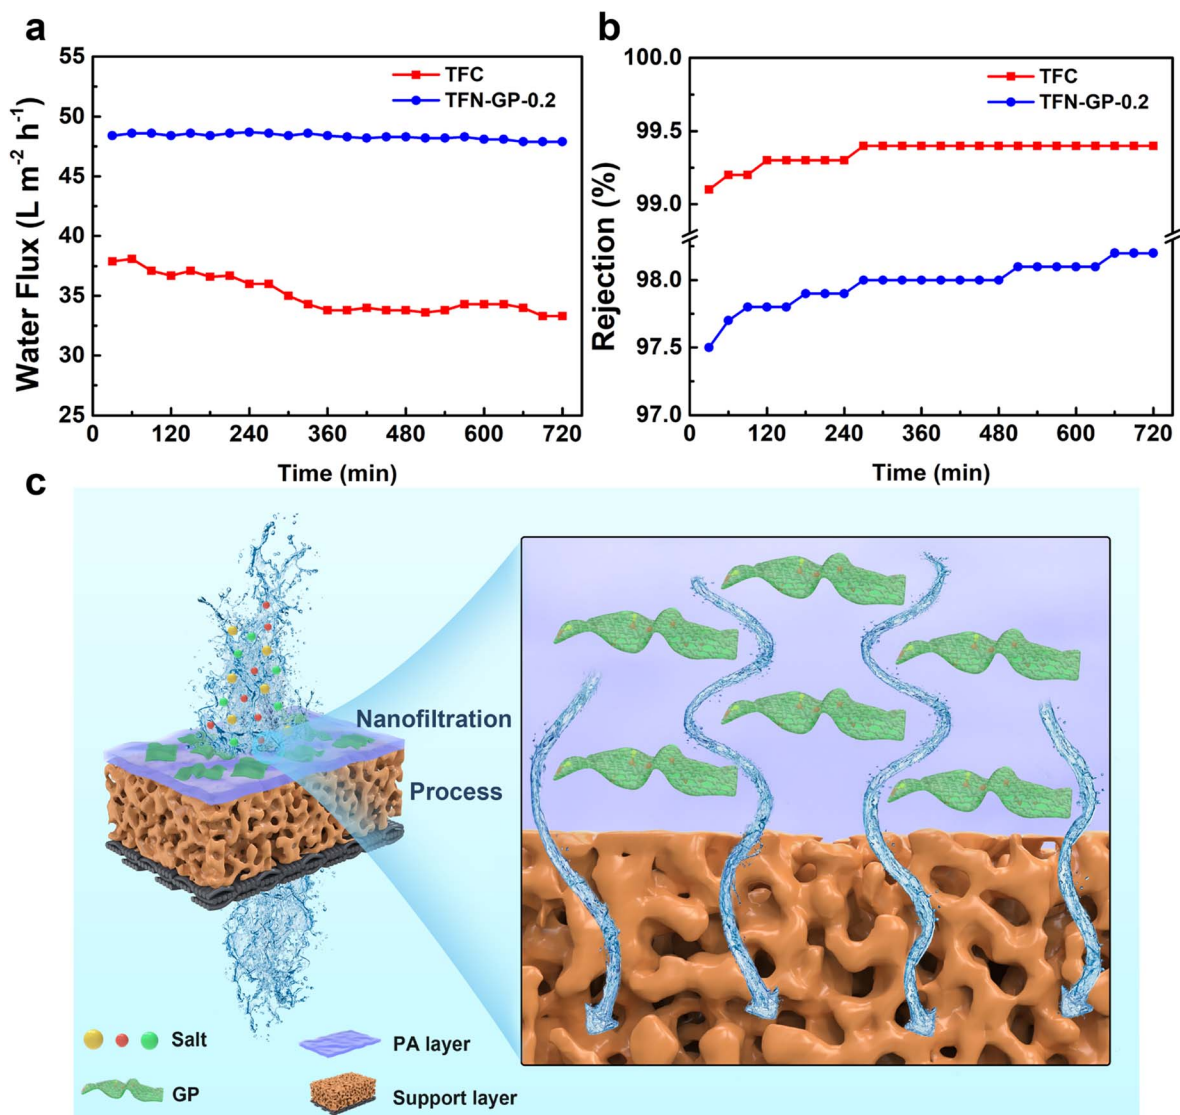 a
55
50
45
40
35
30
25
Water Flux (L m⁻² h⁻¹)
TFC
TFN-GP-0.2
0 120 240 360 480 600 720
Time (min)
b
100.0
99.5
99.0
98.0
97.5
97.0
Rejection (%)
TFC
TFN-GP-0.2
0 120 240 360 480 600 720
Time (min)
c
Nanofiltration
Process
Salt
PA layer
GP
Support layer